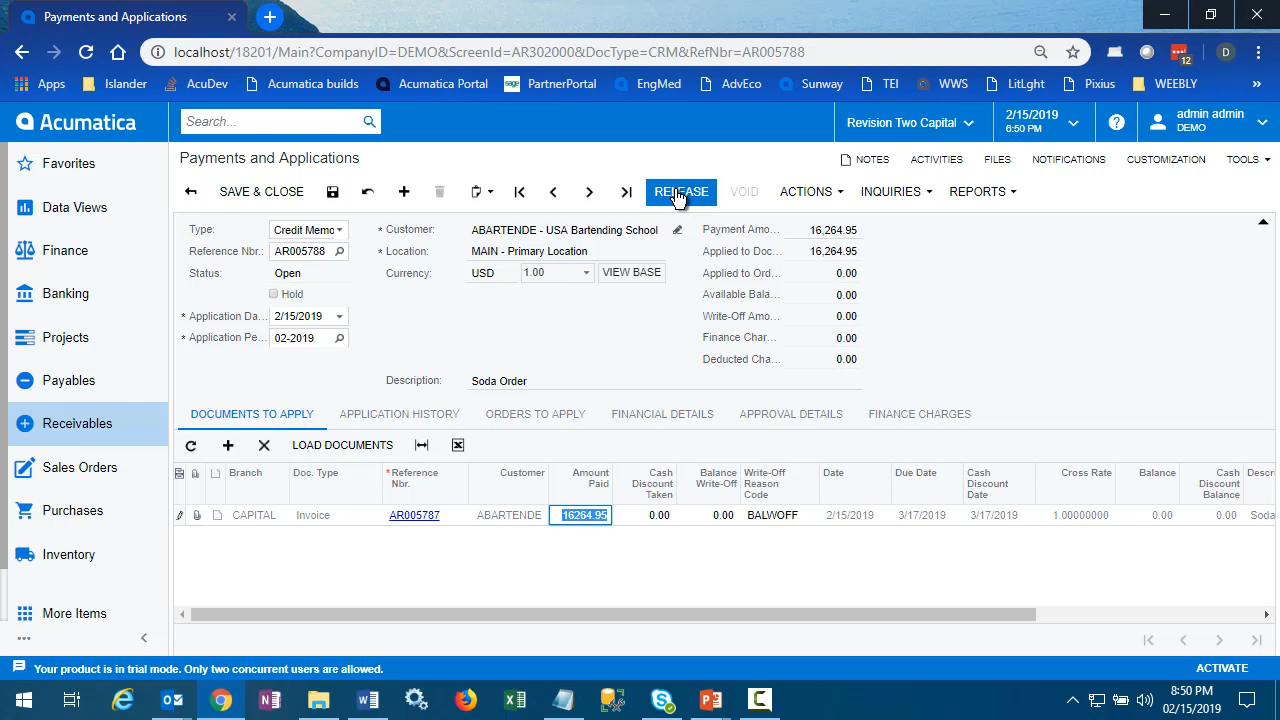 Payments and Applications
localhost/18201/Main?CompanyID=DEMO&ScreenId=AR302000&DocType=CRM&RefNbr=AR005788
D
12
Apps Islander AcuDev Acumatica builds Acumatica Portal sage PartnerPortal EngMed AdvEco Sunway TEI WWS LitLght Pixius WEEBLY »
Acumatica
Search...
Revision Two Capital
2/15/2019
6:50 PM
admin admin
DEMO
Payments and Applications
NOTES ACTIVITIES FILES NOTIFICATIONS CUSTOMIZATION TOOLS
SAVE & CLOSE RELEASE VOID ACTIONS INQUIRIES REPORTS
Favorites
Data Views
Finance
Banking
Projects
Payables
Receivables
Sales Orders
Purchases
Inventory
More Items
Type: Credit Memo * Customer: ABARTENDE - USA Bartending School Payment Amo... 16,264.95
Reference Nbr.: AR005788 * Location: MAIN - Primary Location Applied to Doc... 16,264.95
Status: Open Currency: USD 1.00 VIEW BASE Applied to Ord... 0.00
Hold Available Bala... 0.00
* Application Da... 2/15/2019 Write-Off Amo... 0.00
* Application Pe... 02-2019 Finance Char... 0.00
Deducted Cha... 0.00
Description: Soda Order
DOCUMENTS TO APPLY APPLICATION HISTORY ORDERS TO APPLY FINANCIAL DETAILS APPROVAL DETAILS FINANCE CHARGES
LOAD DOCUMENTS
Branch Doc. Type * Reference Nbr. Customer Amount Paid Cash Discount Taken Balance Write-Off Write-Off Reason Code Date Due Date Cash Discount Date Cross Rate Balance Cash Discount Balance Descri
CAPITAL Invoice AR005787 ABARTENDE 16264.95 0.00 0.00 BALWOFF 2/15/2019 3/17/2019 3/17/2019 1.00000000 0.00 0.00 Soda
Your product is in trial mode. Only two concurrent users are allowed.
ACTIVATE
8:50 PM
02/15/2019